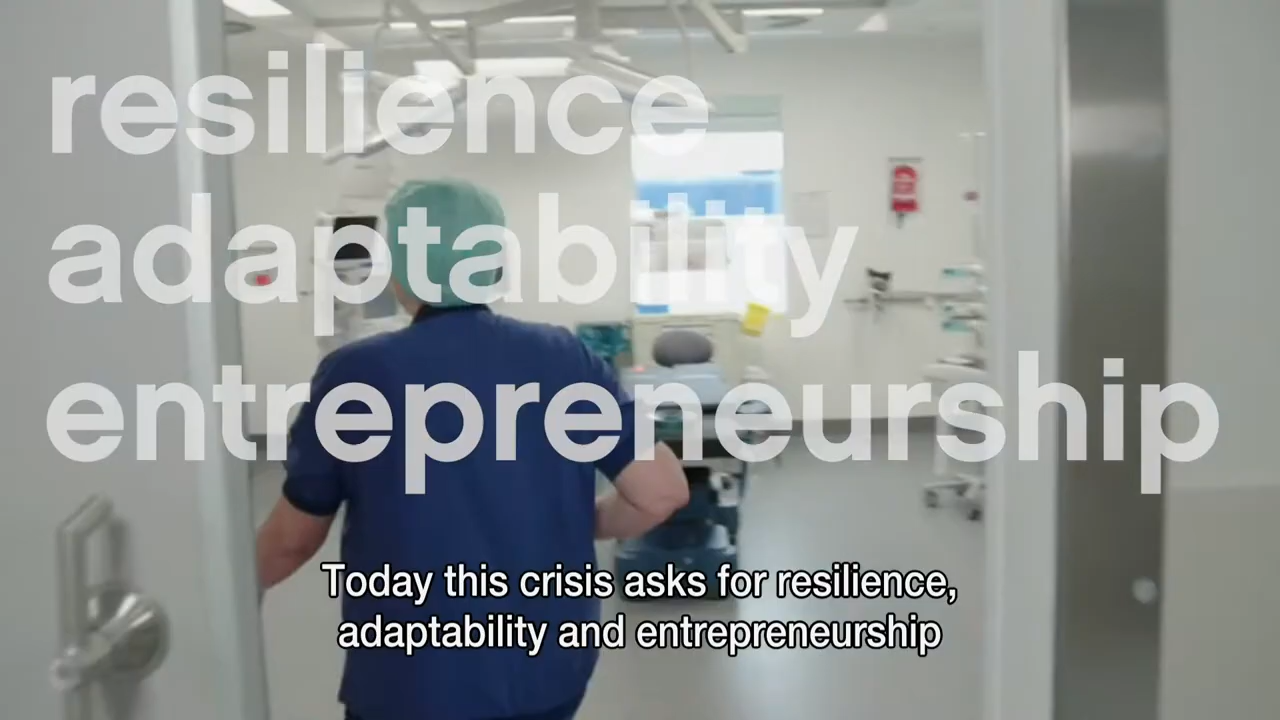 resilience
adaptability
entrepreneurship
Today this crisis asks for resilience,
adaptability and entrepreneurship